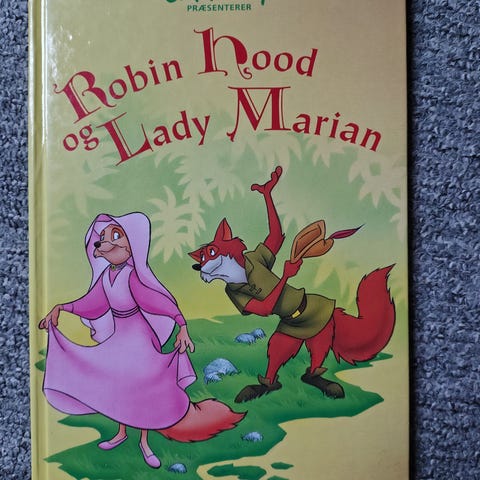 PRÆSENTERER
Robin Hood
og Lady Marian